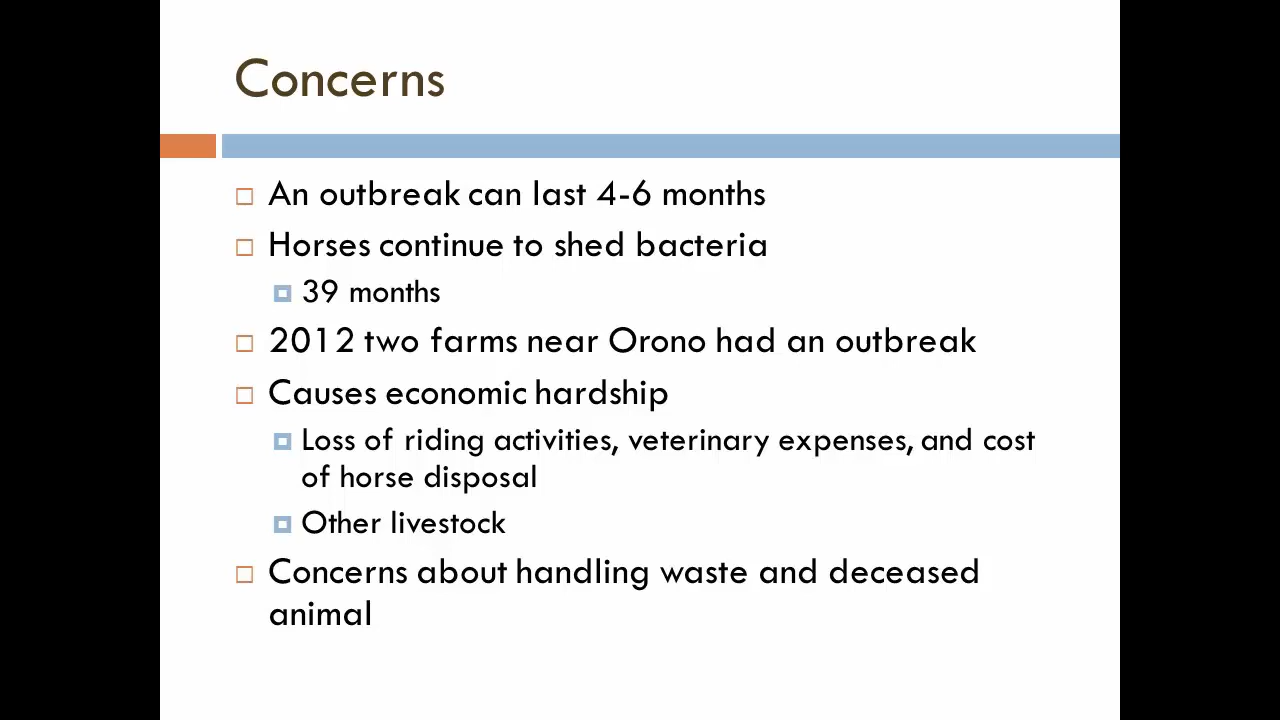 Concerns
An outbreak can last 4-6 months
Horses continue to shed bacteria
39 months
2012 two farms near Orono had an outbreak
Causes economic hardship
Loss of riding activities, veterinary expenses, and cost
of horse disposal
Other livestock
Concerns about handling waste and deceased
animal